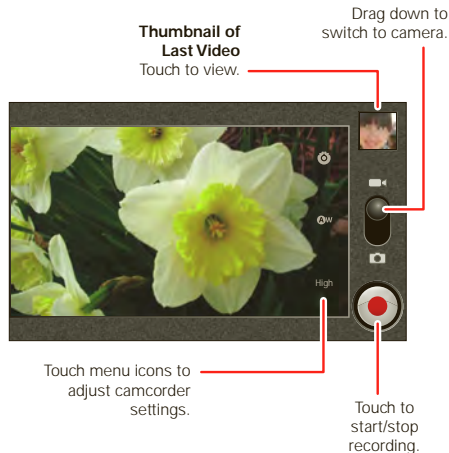 Drag down to
switch to camera.
Thumbnail of
Last Video
Touch to view.
AW
High
Touch menu icons to
adjust camcorder
settings.
Touch to
start/stop
recording.